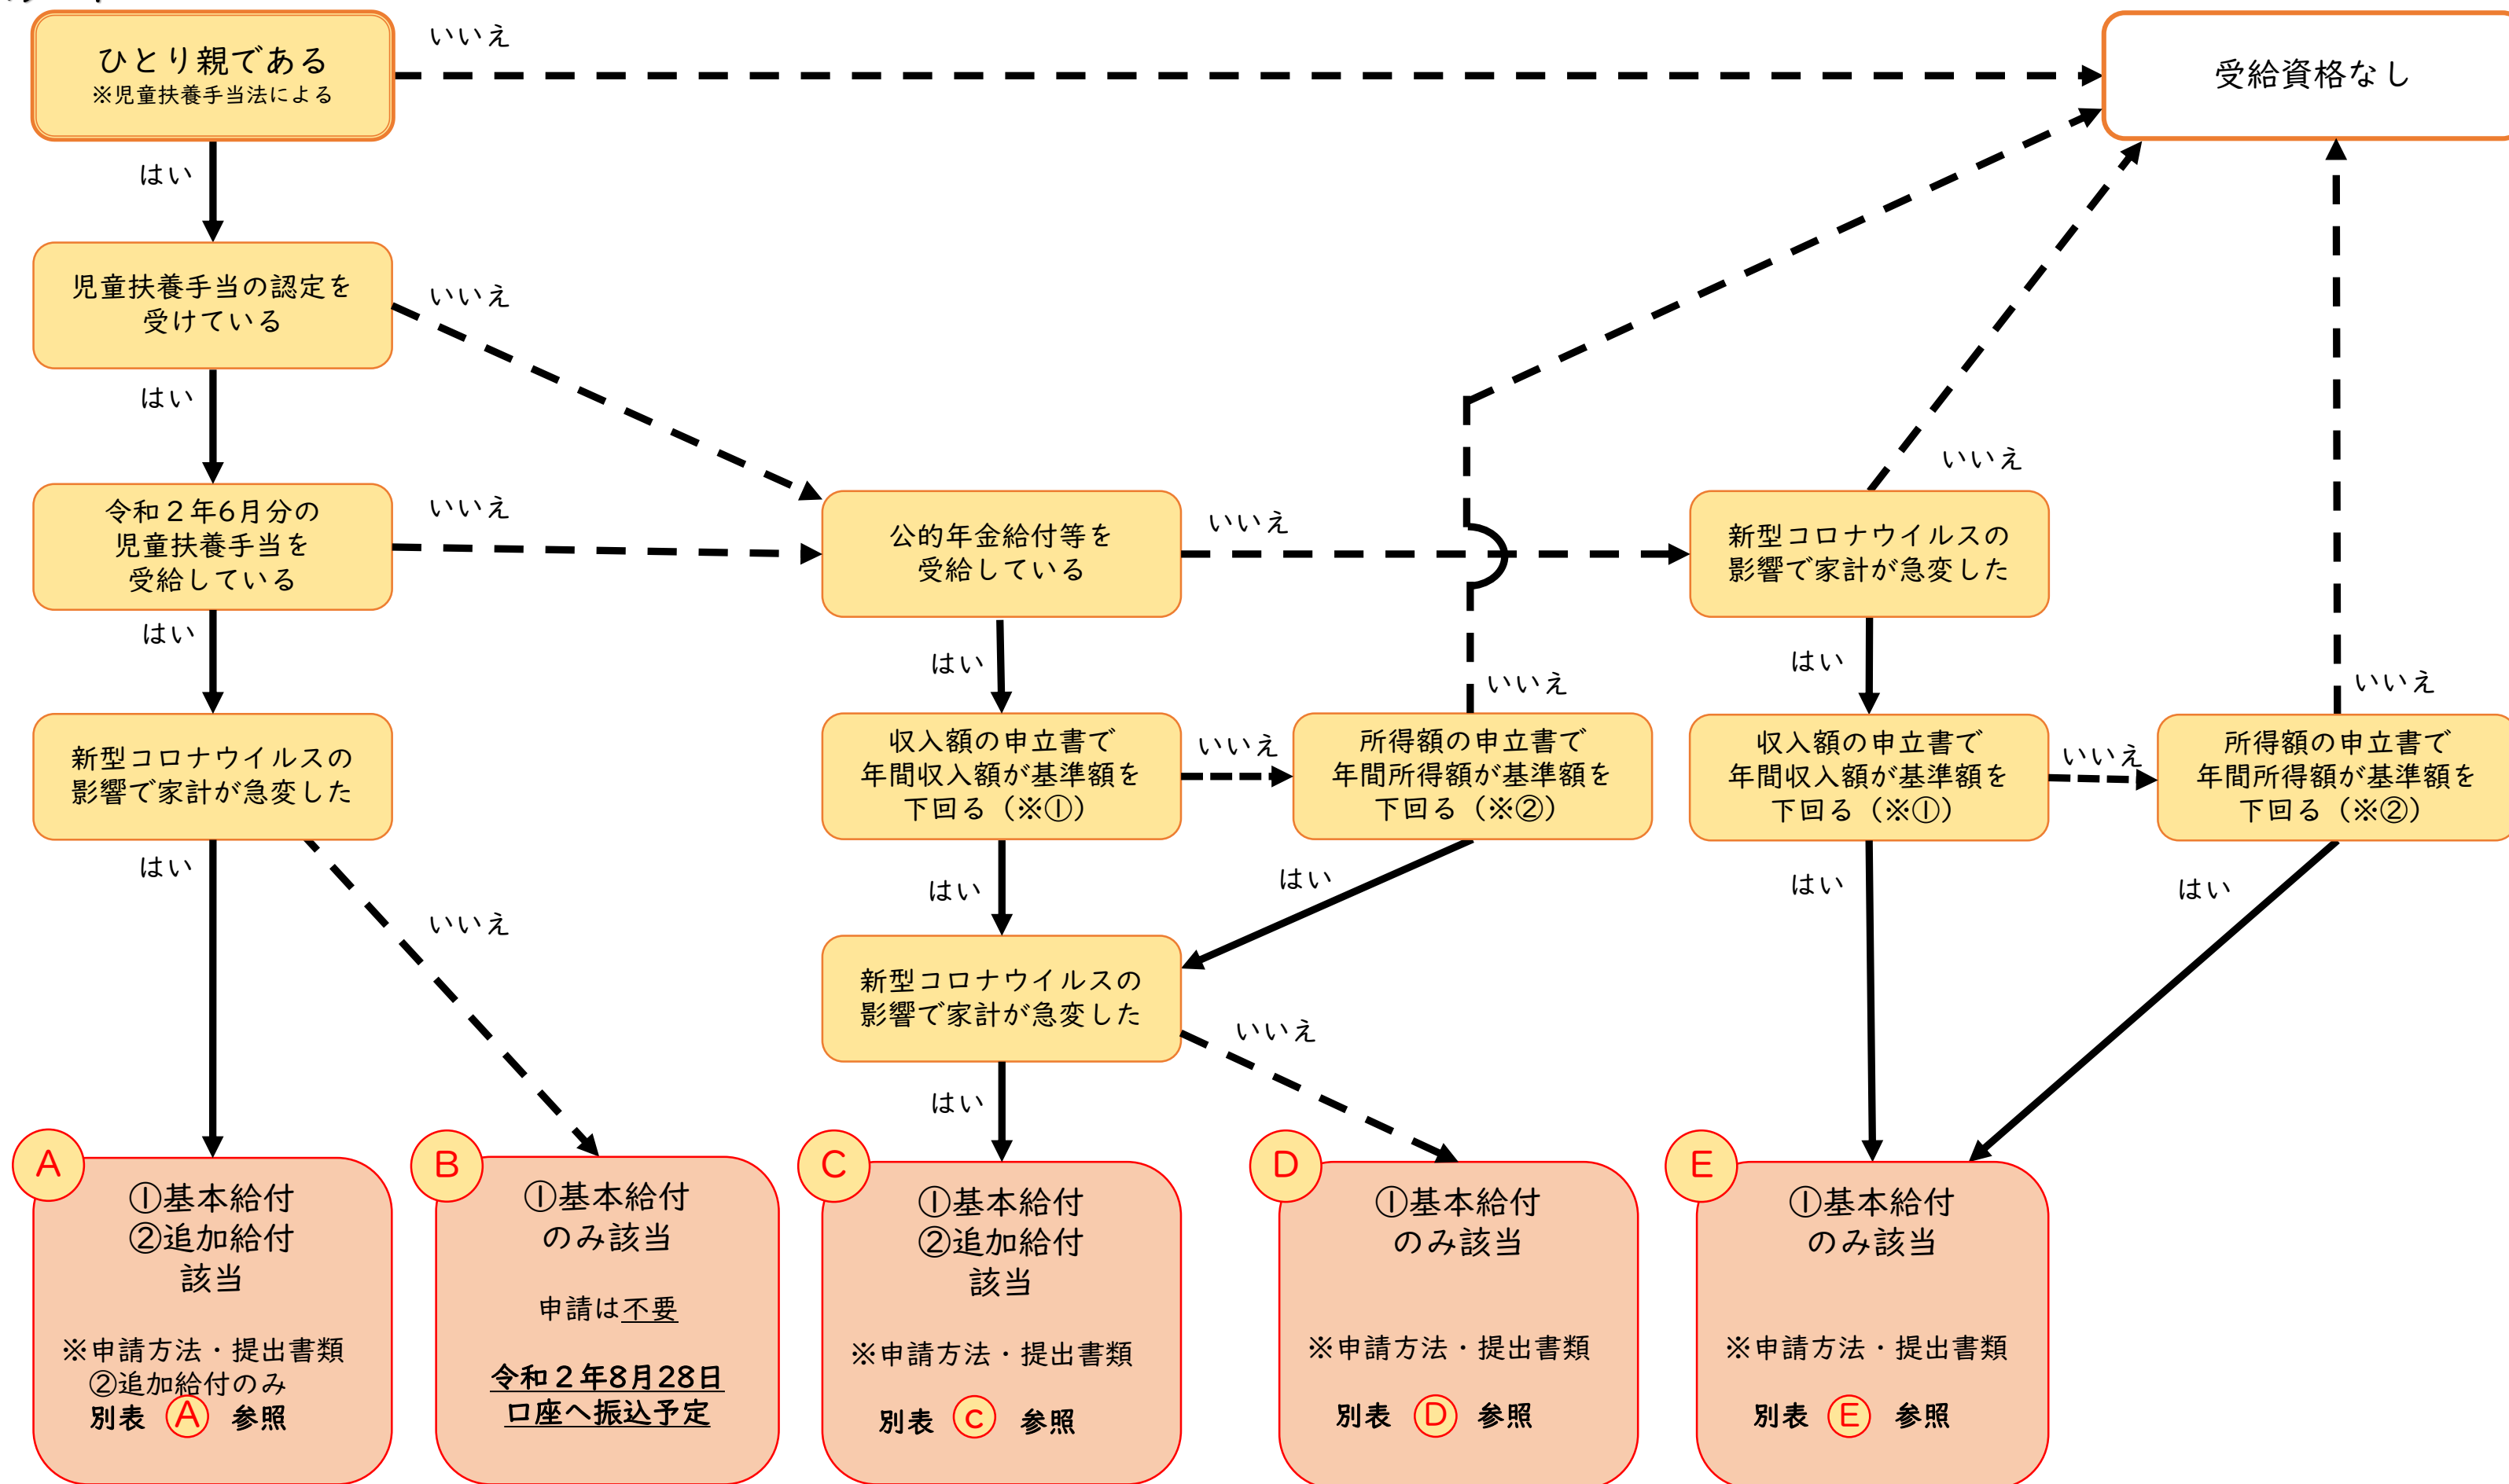 ひとり親である
※児童扶養手当法による
いいえ
受給資格なし
はい
児童扶養手当の認定を
受けている
いいえ
はい
令和２年6月分の
児童扶養手当を
受給している
いいえ
公的年金給付等を
受給している
いいえ
新型コロナウイルスの
影響で家計が急変した
いいえ
はい
はい
はい
新型コロナウイルスの
影響で家計が急変した
収入額の申立書で
年間収入額が基準額を
下回る（※①）
いいえ
所得額の申立書で
年間所得額が基準額を
下回る（※②）
いいえ
収入額の申立書で
年間収入額が基準額を
下回る（※①）
いいえ
所得額の申立書で
年間所得額が基準額を
下回る（※②）
いいえ
はい
いいえ
はい
はい
はい
はい
新型コロナウイルスの
影響で家計が急変した
いいえ
はい
A
①基本給付
②追加給付
該当
※申請方法・提出書類
②追加給付のみ
別表 A 参照
B
①基本給付
のみ該当
申請は不要
令和２年8月28日
口座へ振込予定
C
①基本給付
②追加給付
該当
※申請方法・提出書類
別表 C 参照
D
①基本給付
のみ該当
※申請方法・提出書類
別表 D 参照
E
①基本給付
のみ該当
※申請方法・提出書類
別表 E 参照